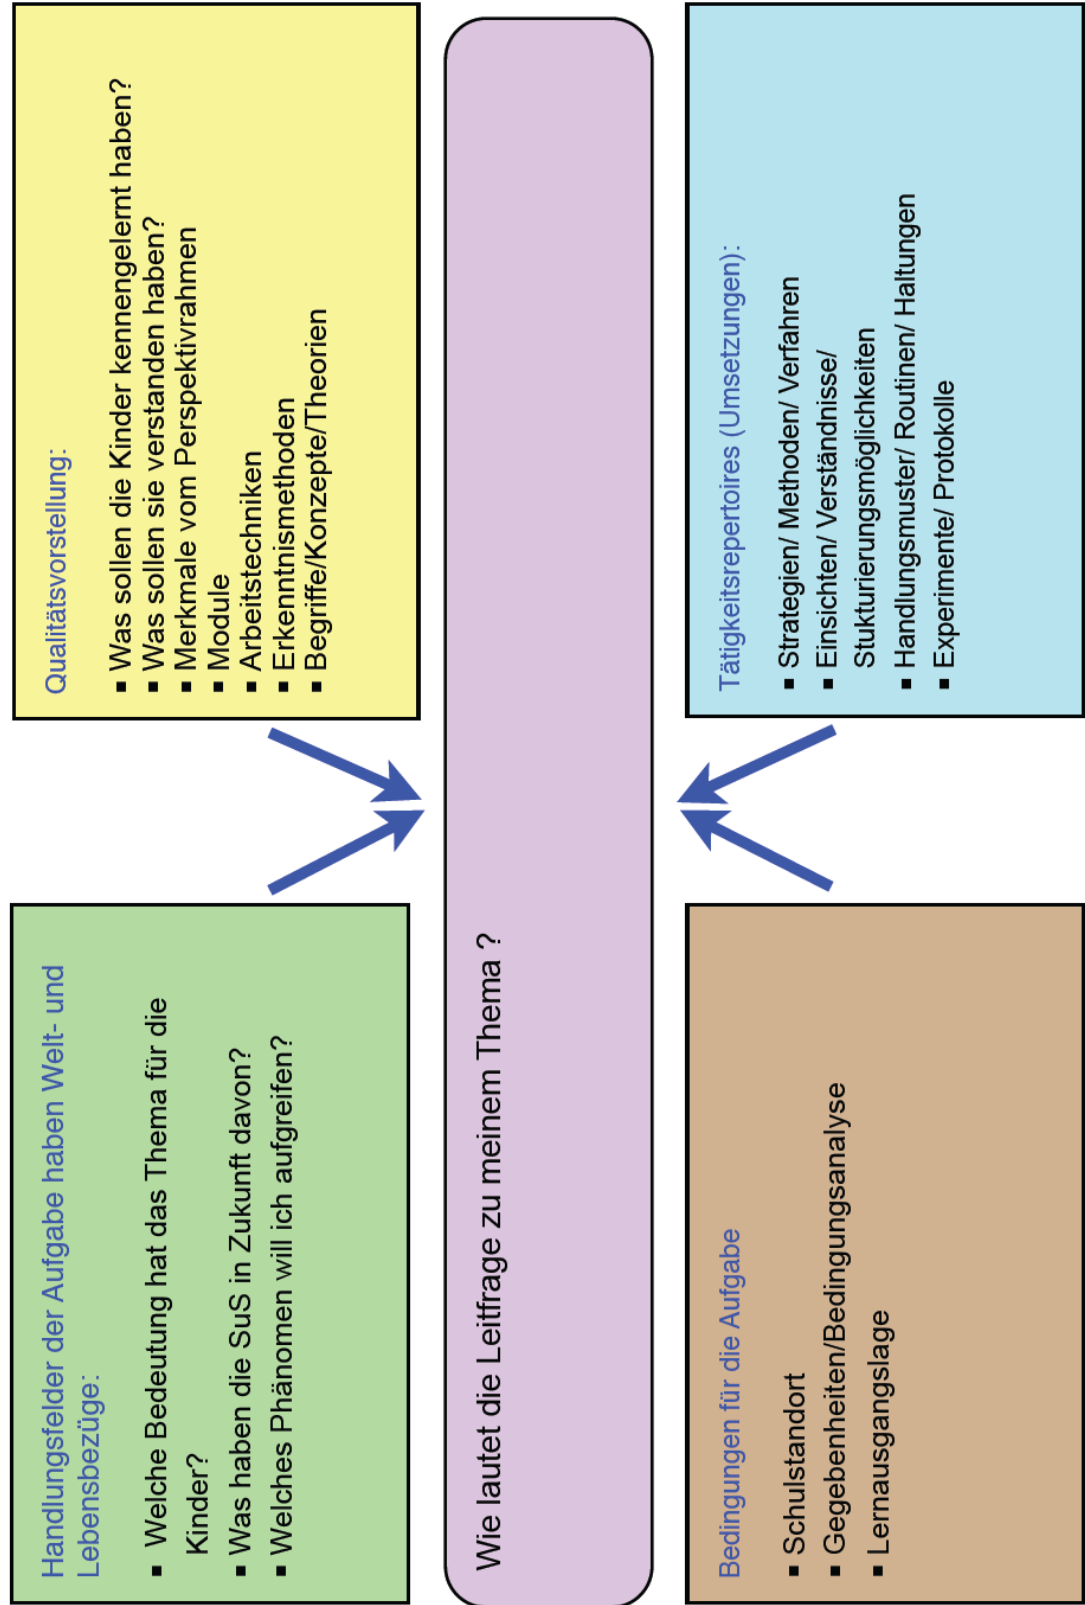 Handlungsfelder der Aufgabe haben Welt- und
Lebensbezüge:
▪ Welche Bedeutung hat das Thema für die
Kinder?
▪ Was haben die SuS in Zukunft davon?
▪ Welches Phänomen will ich aufgreifen?
Qualitätsvorstellung:
▪ Was sollen die Kinder kennengelernt haben?
▪ Was sollen sie verstanden haben?
▪ Merkmale vom Perspektivrahmen
▪ Module
▪ Arbeitstechniken
▪ Erkenntnismethoden
▪ Begriffe/Konzepte/Theorien
Wie lautet die Leitfrage zu meinem Thema ?
Bedingungen für die Aufgabe
▪ Schulstandort
▪ Gegebenheiten/Bedingungsanalyse
▪ Lernausgangslage
Tätigkeitsrepertoires (Umsetzungen):
▪ Strategien/ Methoden/ Verfahren
▪ Einsichten/ Verständnisse/
Stukturierungsmöglichkeiten
▪ Handlungsmuster/ Routinen/ Haltungen
▪ Experimente/ Protokolle